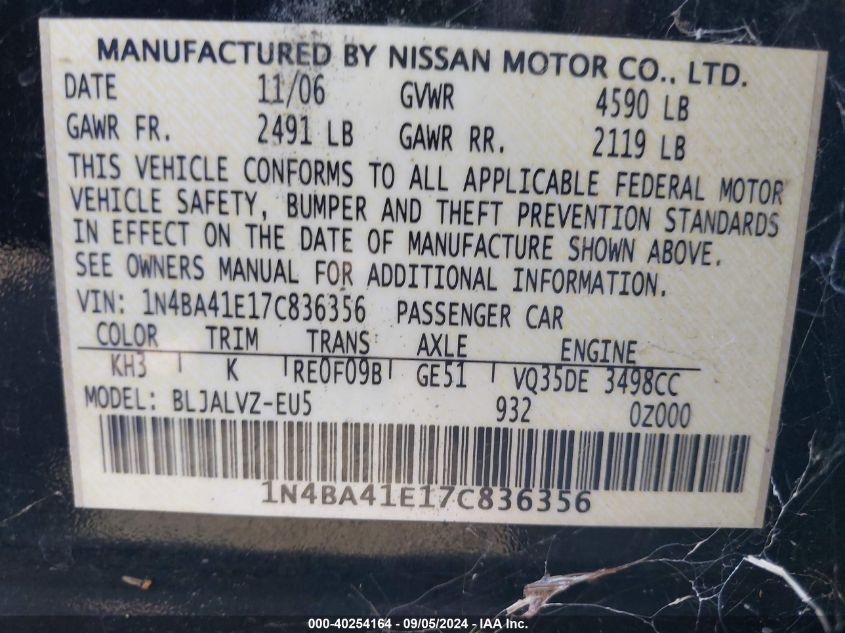 MANUFACTURED BY NISSAN MOTOR CO., LTD.
DATE 11/06 GVWR 4590 LB
GAWR FR. 2491 LB GAWR RR. 2119 LB
THIS VEHICLE CONFORMS TO ALL APPLICABLE FEDERAL MOTOR
VEHICLE SAFETY, BUMPER AND THEFT PREVENTION STANDARDS
IN EFFECT ON THE DATE OF MANUFACTURE SHOWN ABOVE.
SEE OWNERS MANUAL FOR ADDITIONAL INFORMATION.
VIN: 1N4BA41E17C836356 PASSENGER CAR
COLOR TRIM TRANS AXLE ENGINE
KH3 K RE0F09B GE51 VQ35DE 3498CC
MODEL: BLJALVZ-EU5 932 0Z000
1N4BA41E17C836356
000-40254164 - 09/05/2024 - IAA Inc.